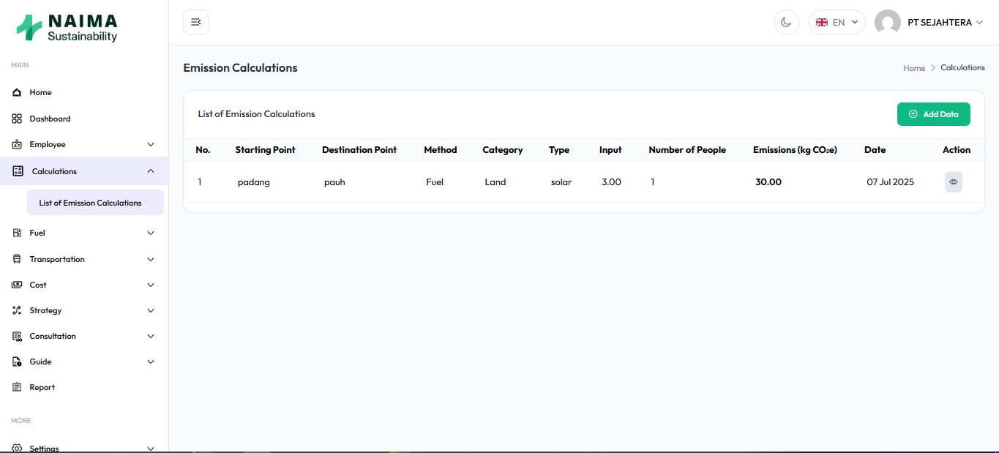 NAIMA
Sustainability
EN
PT SEJAHTERA
MAIN
Home
Dashboard
Employee
Calculations
List of Emission Calculations
Fuel
Transportation
Cost
Strategy
Consultation
Guide
Report
MORE
Settings
Emission Calculations
Home > Calculations
List of Emission Calculations
Add Data
No. Starting Point Destination Point Method Category Type Input Number of People Emissions (kg CO₂e) Date Action
1 padang pauh Fuel Land solar 3.00 1 30.00 07 Jul 2025